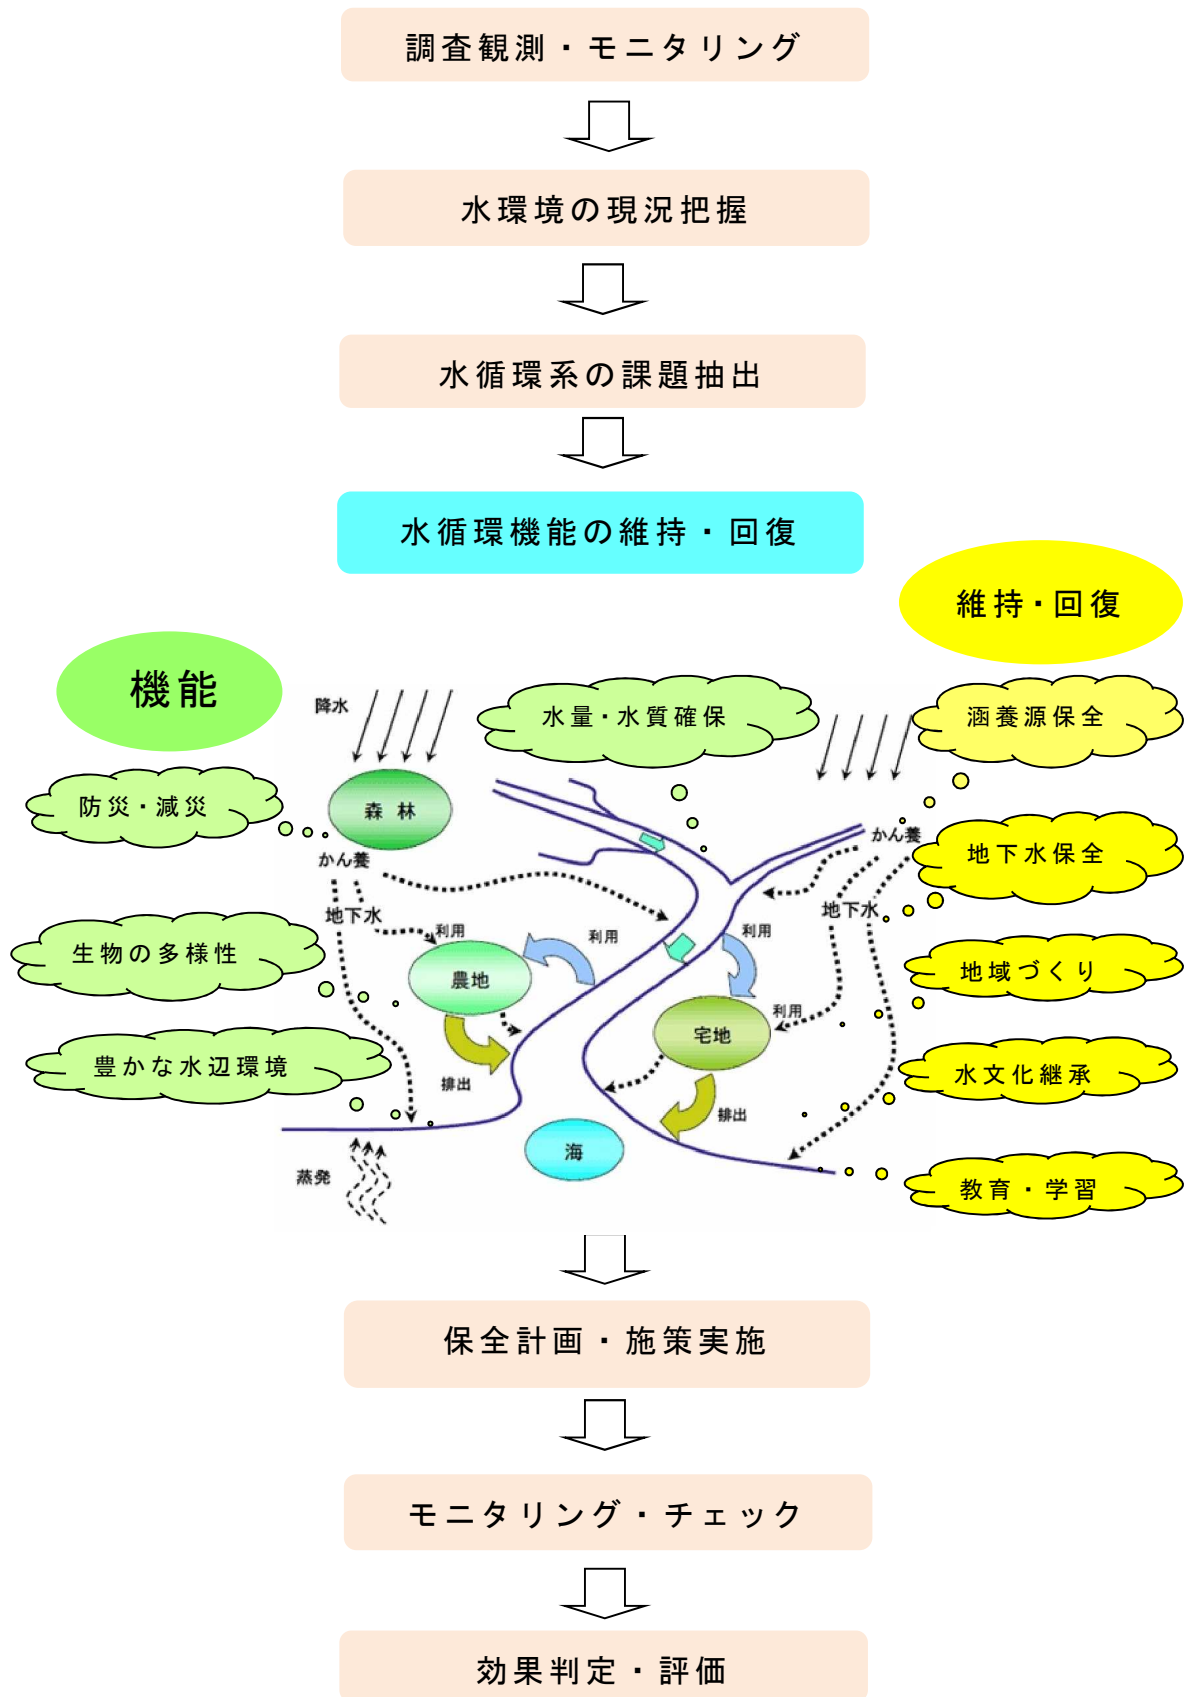 調査観測・モニタリング
水環境の現況把握
水循環系の課題抽出
水循環機能の維持・回復
維持・回復
機能
降水
水量・水質確保
涵養源保全
防災・減災
森林
かん養
かん養
地下水保全
地下水
地下水
利用
利用
利用
生物の多様性
農地
地域づくり
利用
宅地
豊かな水辺環境
排出
水文化継承
排出
海
蒸発
教育・学習
保全計画・施策実施
モニタリング・チェック
効果判定・評価